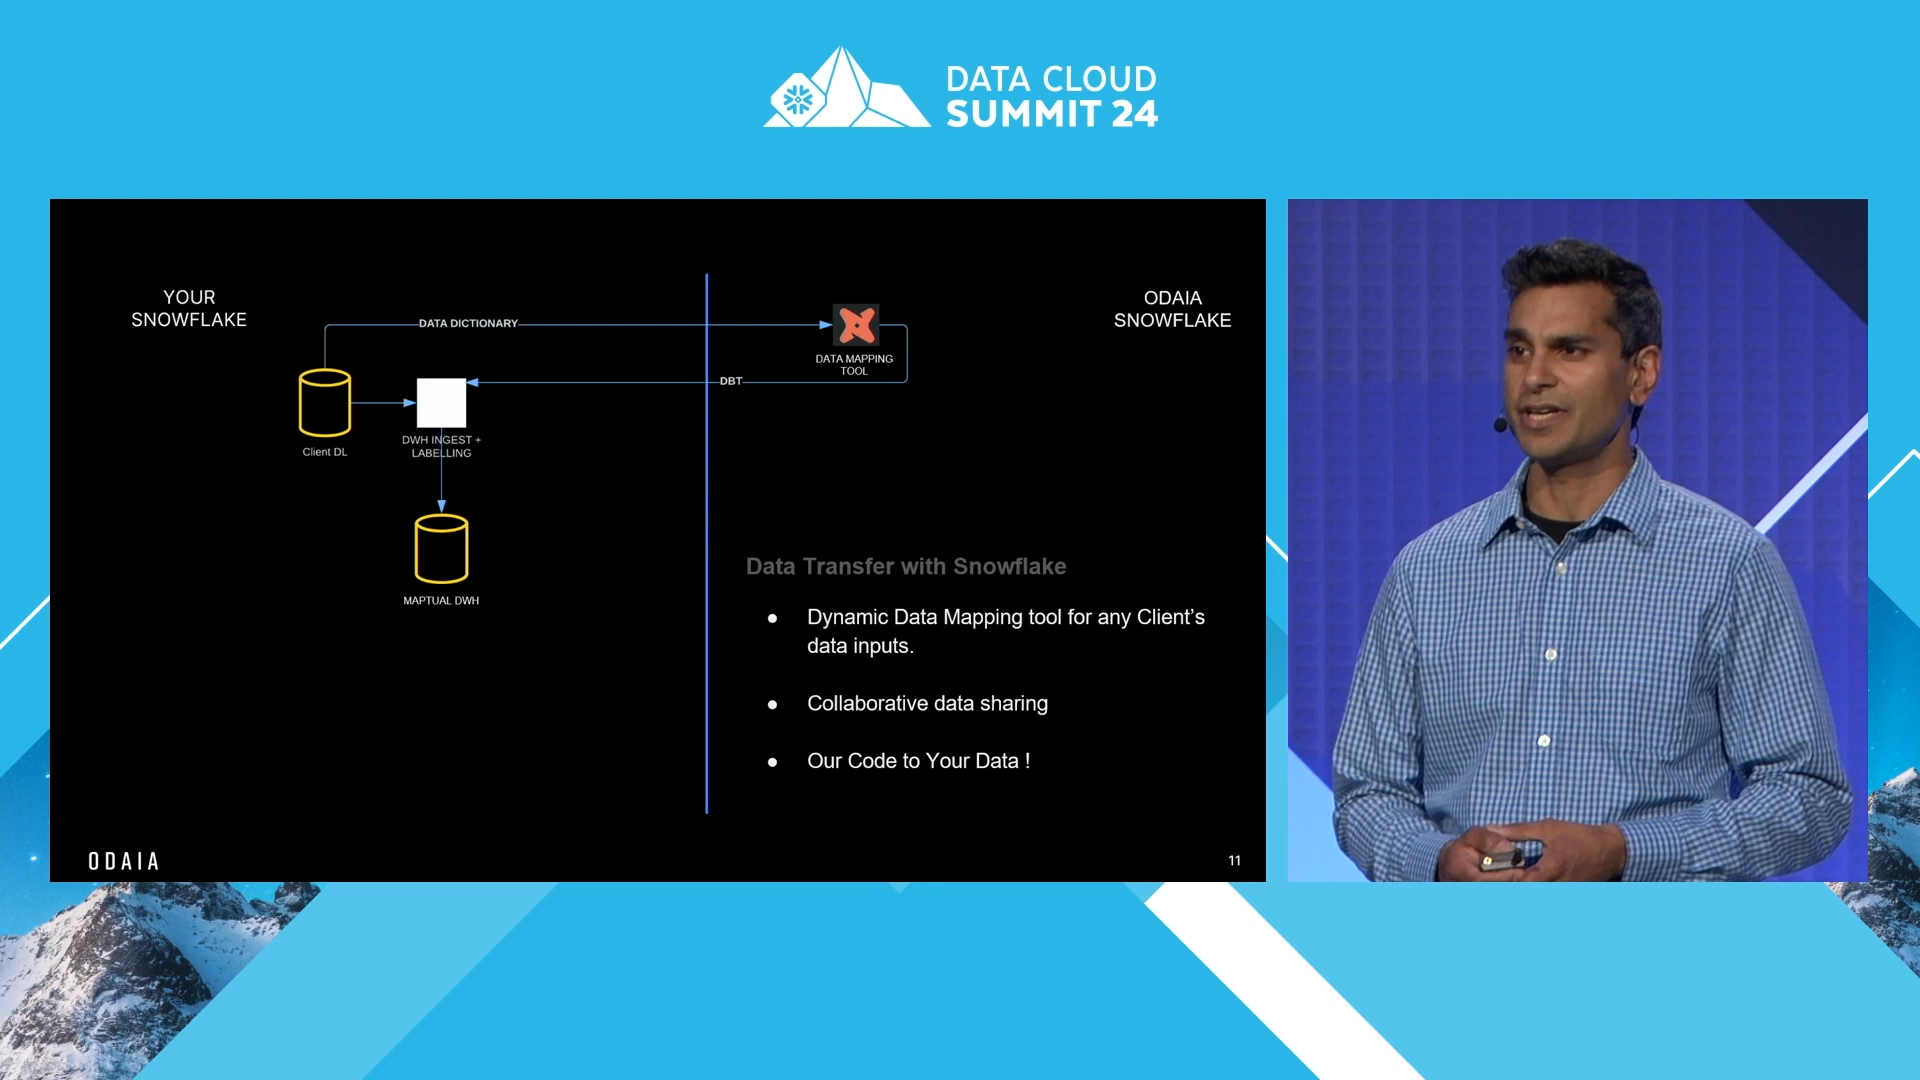 DATA CLOUD
SUMMIT 24
YOUR
SNOWFLAKE
ODAIA
SNOWFLAKE
DATA DICTIONARY
DATA MAPPING
TOOL
DBT
Client DL
DWH INGEST +
LABELLING
MAPTUAL DWH
Data Transfer with Snowflake
● Dynamic Data Mapping tool for any Client’s
data inputs.
● Collaborative data sharing
● Our Code to Your Data !
ODAIA
11